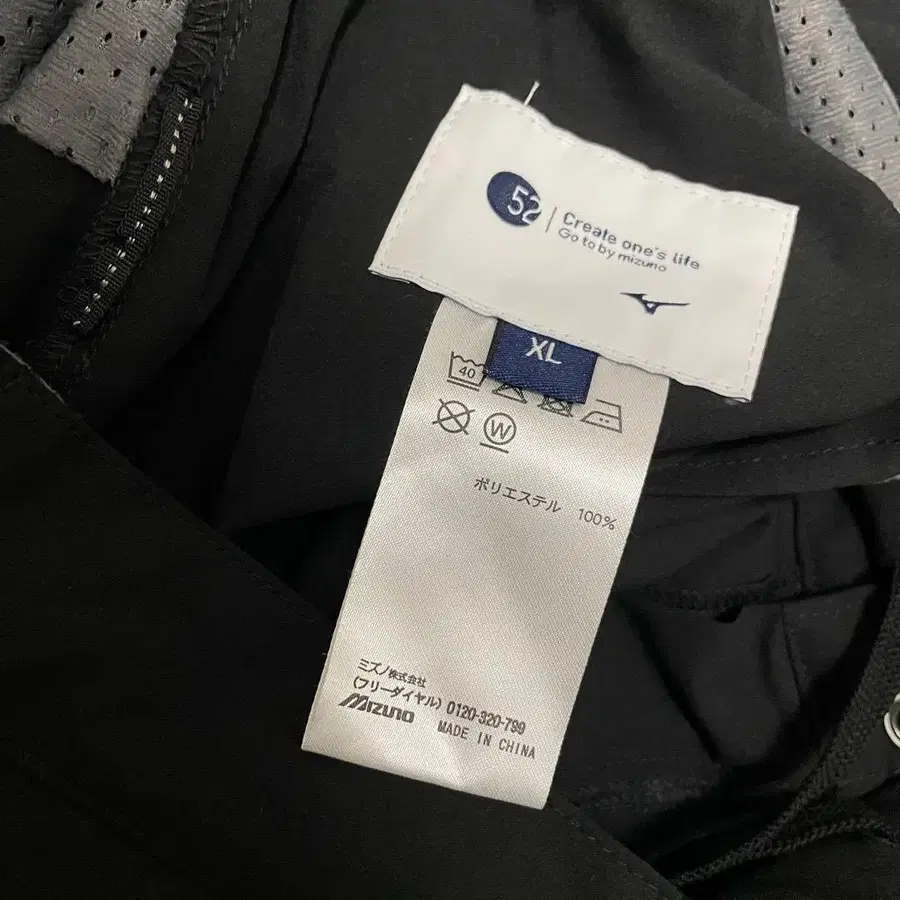 52
Create one's life
Go to by mizuno
XL
40
W
ポリエステル 100%
ミズノ株式会社
(フリーダイヤル) 0120-320-799
MIZUNO
MADE IN CHINA